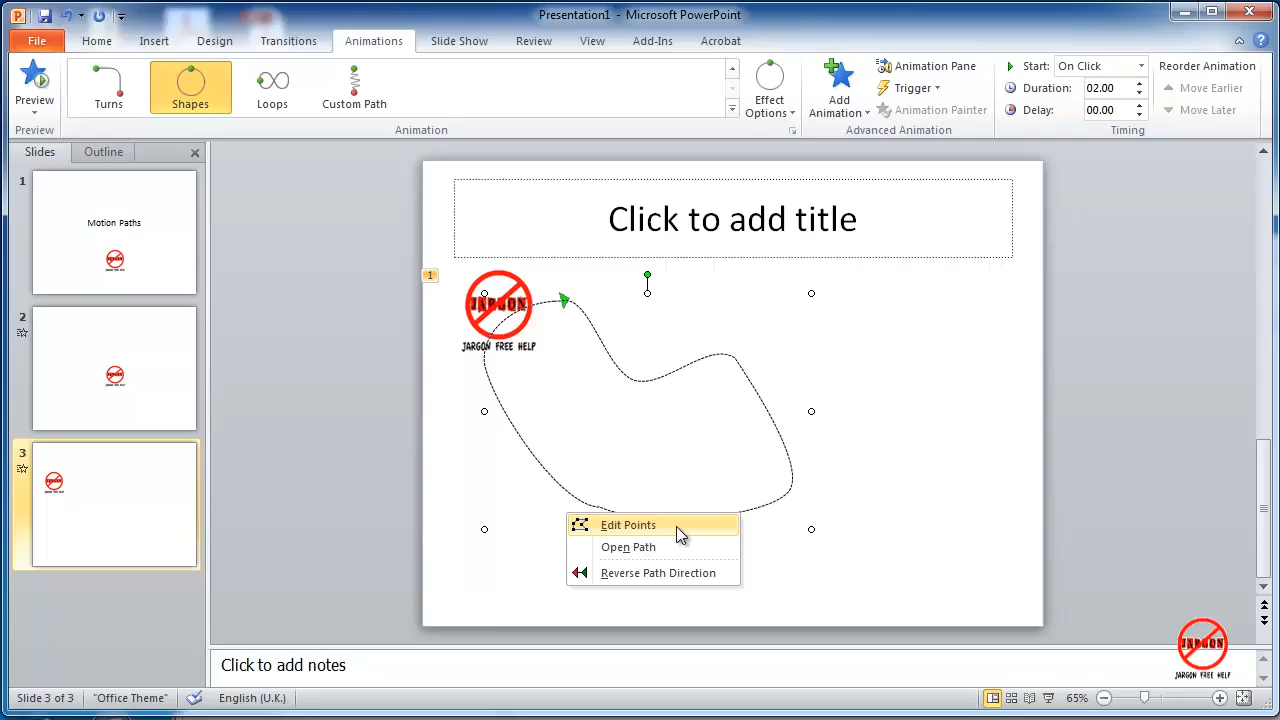 Presentation1 - Microsoft PowerPoint
File Home Insert Design Transitions Animations Slide Show Review View Add-Ins Acrobat
Preview
Preview
Turns
Shapes
Loops
Custom Path
Animation
Effect
Options
Add
Animation
Animation Pane
Trigger
Animation Painter
Advanced Animation
Start: On Click
Duration: 02.00
Delay: 00.00
Timing
Reorder Animation
Move Earlier
Move Later
Slides Outline
1
Motion Paths
2
3
Click to add title
1
JARGON
JARGON FREE HELP
Edit Points
Open Path
Reverse Path Direction
Click to add notes
JARGON
JARGON FREE HELP
Slide 3 of 3 "Office Theme" English (U.K.) 65%